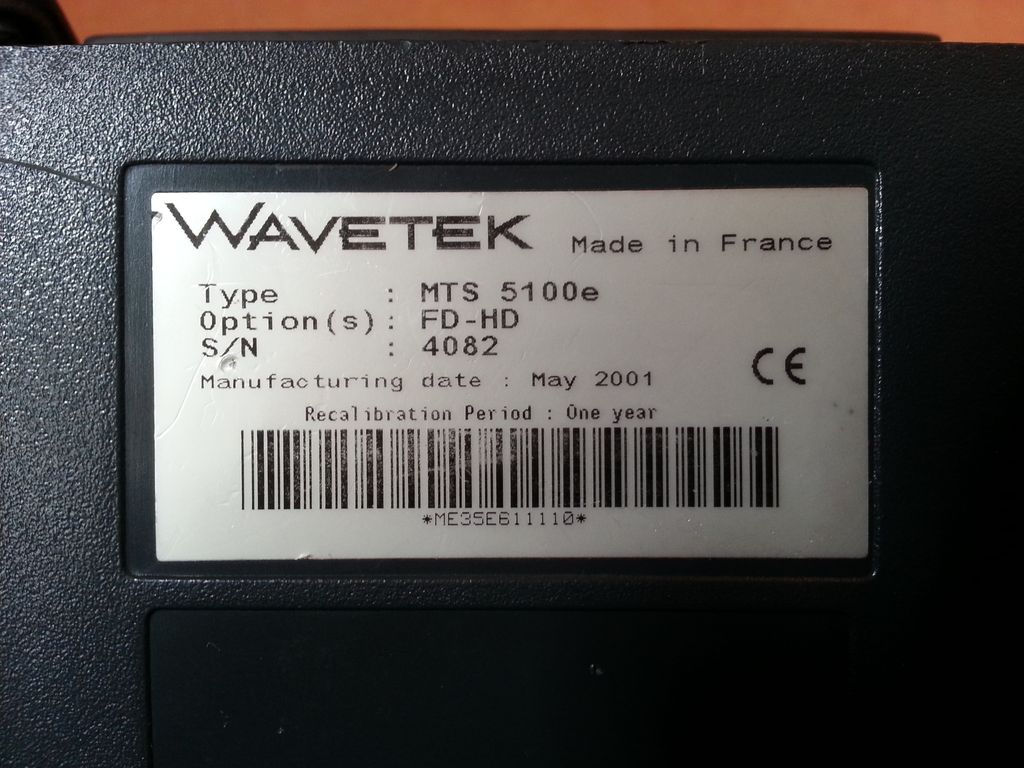 WAVETEK Made in France
Type : MTS 5100e
Option(s) : FD-HD
S/N : 4082
CE
Manufacturing date : May 2001
Recalibration Period : One year
*ME35E611110*